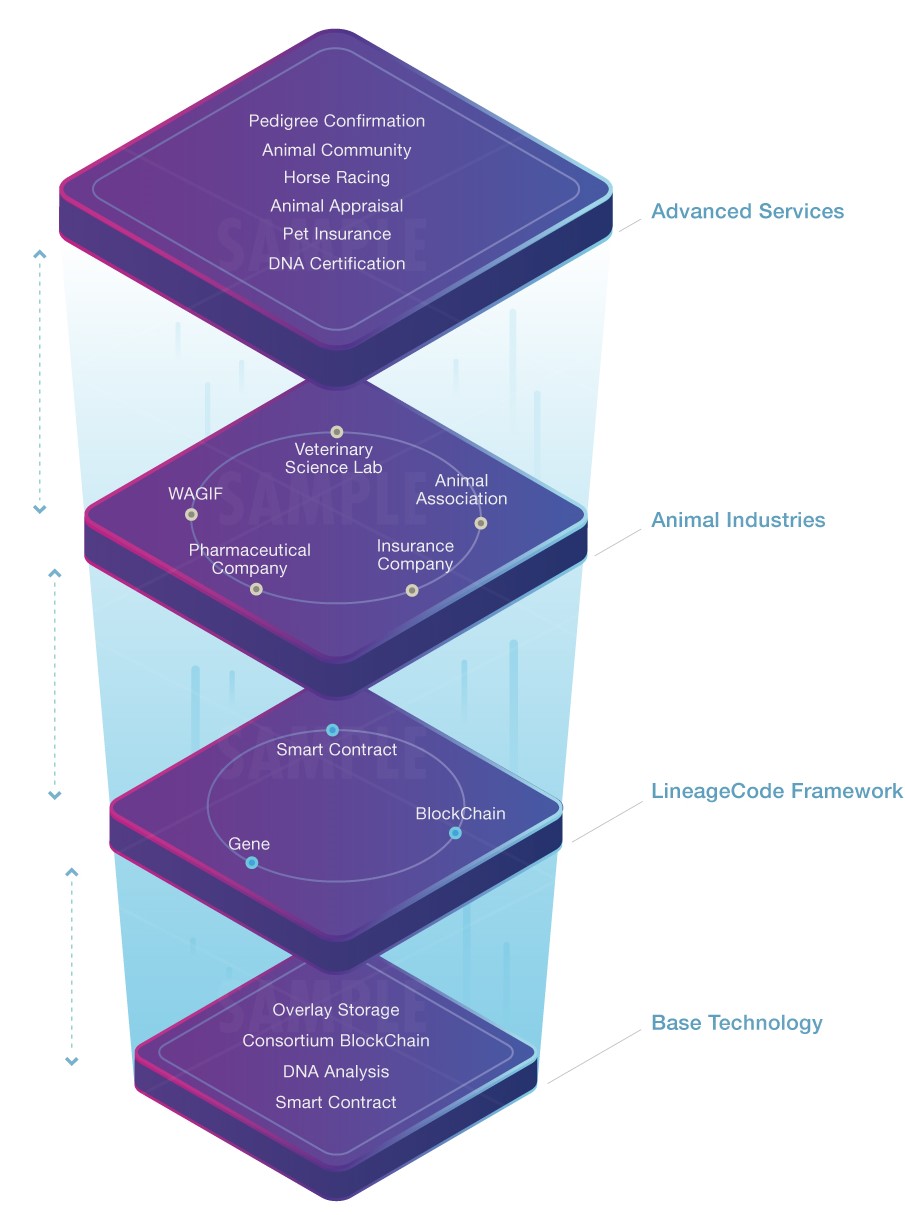 Pedigree Confirmation
Animal Community
Horse Racing
Animal Appraisal
Pet Insurance
DNA Certification
SAMPLE
Advanced Services
Veterinary
Science Lab
Animal
Association
WAGIF
SAMPLE
Pharmaceutical
Company
Insurance
Company
Animal Industries
Smart Contract
SAMPLE
BlockChain
Gene
LineageCode Framework
SAMPLE
Overlay Storage
Consortium BlockChain
DNA Analysis
Smart Contract
Base Technology